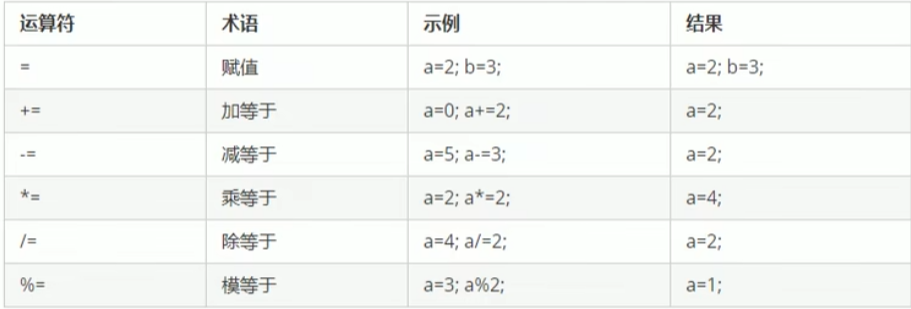 运算符 术语 示例 结果
= 赋值 a=2; b=3; a=2; b=3;
+= 加等于 a=0; a+=2; a=2;
-= 减等于 a=5; a-=3; a=2;
*= 乘等于 a=2; a*=2; a=4;
/= 除等于 a=4; a/=2; a=2;
%= 模等于 a=3; a%2; a=1;